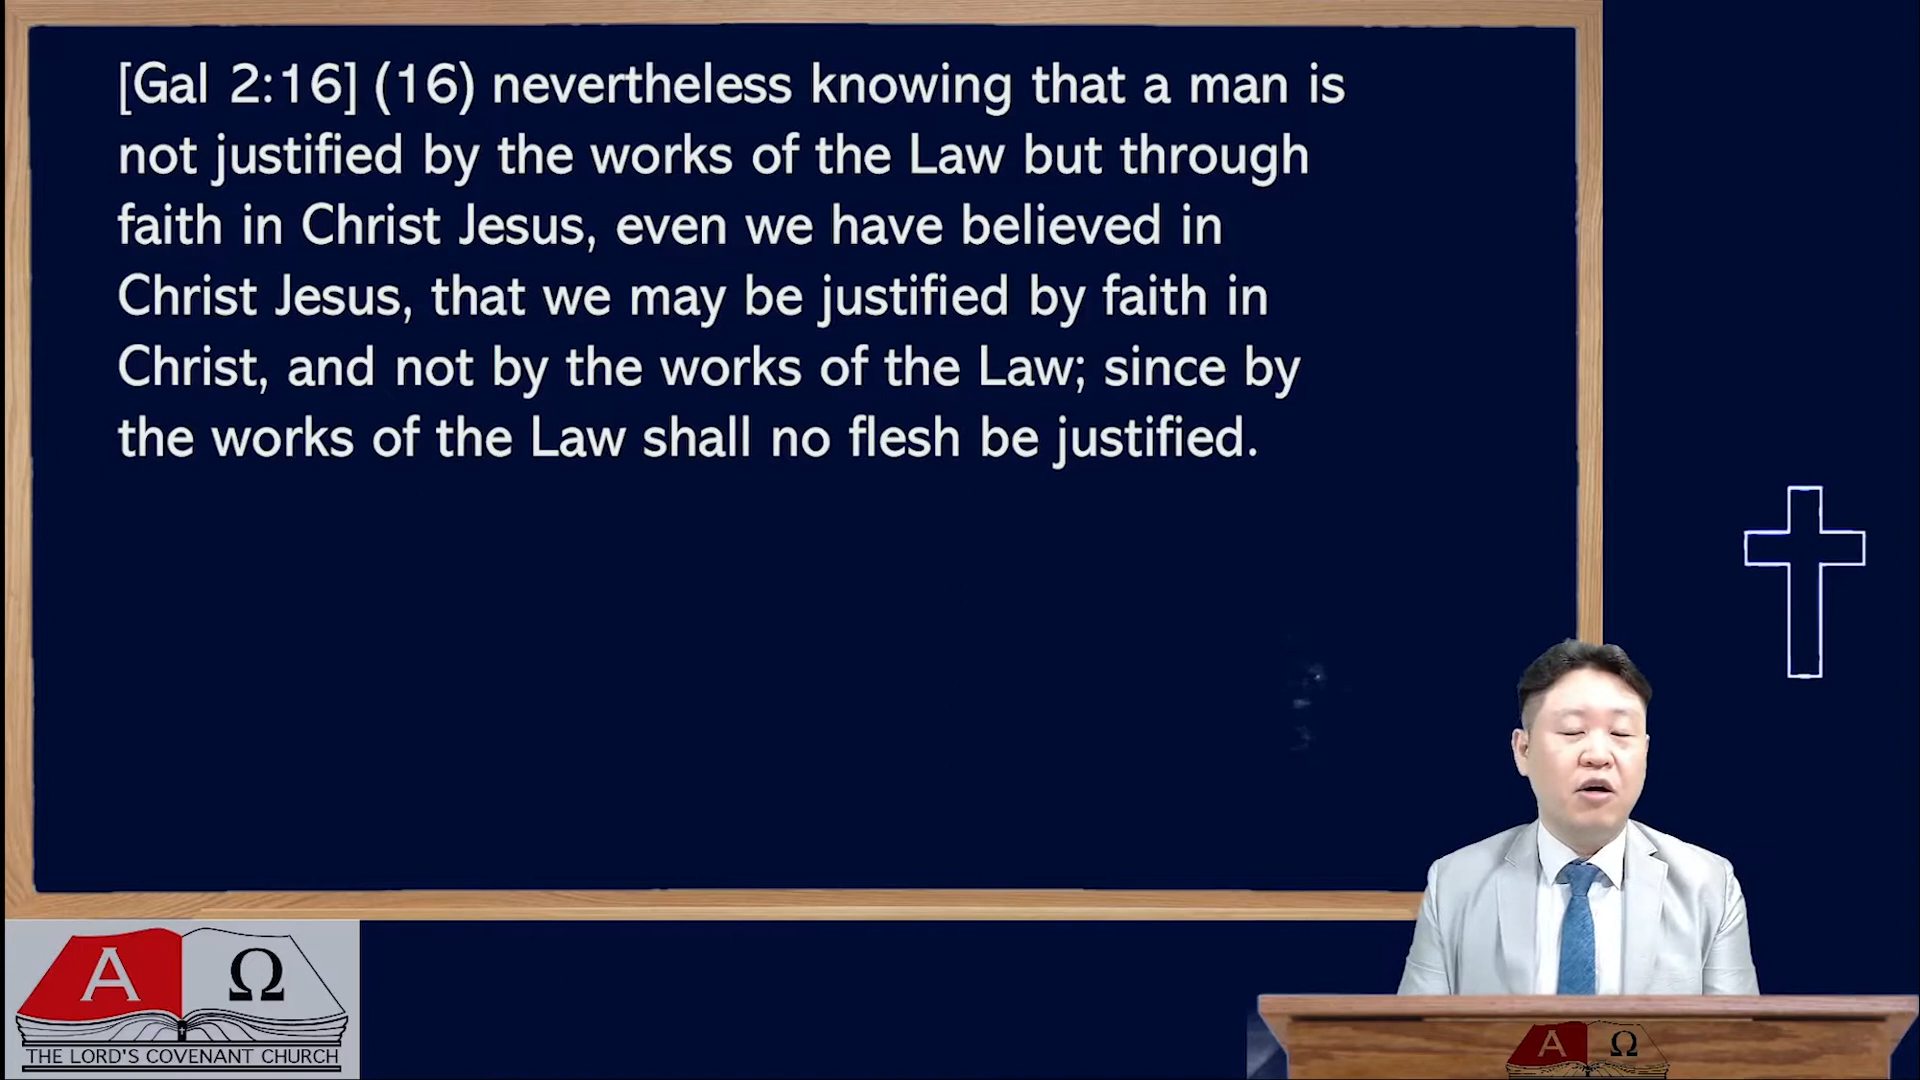 [Gal 2:16] (16) nevertheless knowing that a man is
not justified by the works of the Law but through
faith in Christ Jesus, even we have believed in
Christ Jesus, that we may be justified by faith in
Christ, and not by the works of the Law; since by
the works of the Law shall no flesh be justified.
A Ω
THE LORD'S COVENANT CHURCH
A Ω